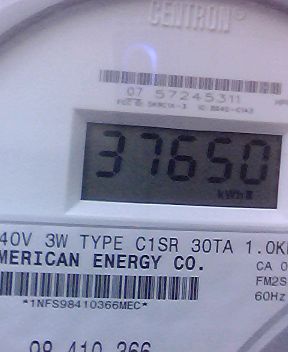 CENTRON®
07 57245311
37650
kWh
40V 3W TYPE C1SR 30TA 1.0K
MERICAN ENERGY CO.
CA 0
FM2S
*1NFS98410366MEC*
60Hz
98 410 366